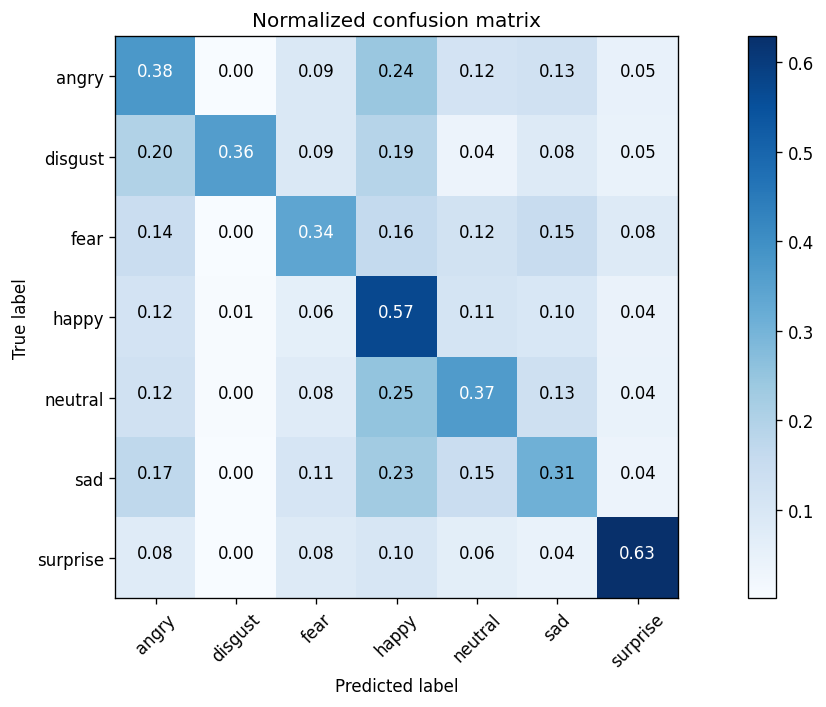 Normalized confusion matrix
angry 0.38 0.00 0.09 0.24 0.12 0.13 0.05
disgust 0.20 0.36 0.09 0.19 0.04 0.08 0.05
fear 0.14 0.00 0.34 0.16 0.12 0.15 0.08
happy 0.12 0.01 0.06 0.57 0.11 0.10 0.04
neutral 0.12 0.00 0.08 0.25 0.37 0.13 0.04
sad 0.17 0.00 0.11 0.23 0.15 0.31 0.04
surprise 0.08 0.00 0.08 0.10 0.06 0.04 0.63
True label
angry disgust fear happy neutral sad surprise
Predicted label
0.6
0.5
0.4
0.3
0.2
0.1